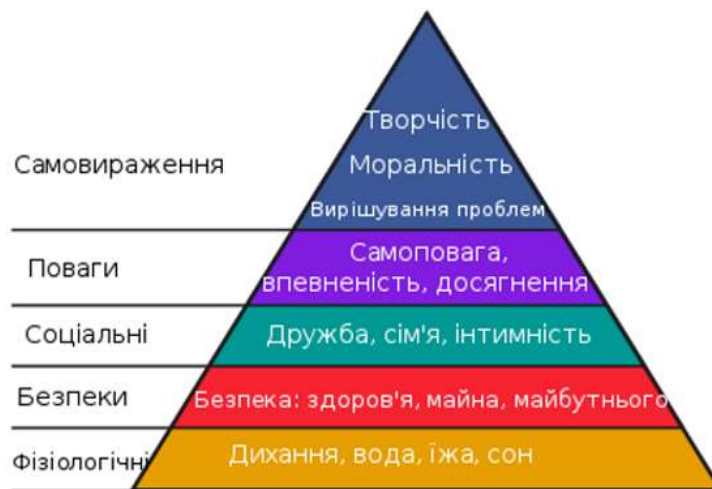 Творчість
Самовираження
Моральність
Вирішування проблем
Поваги
Самоповага,
впевненість, досягнення
Соціальні
Дружба, сім'я, інтимність
Безпеки
Безпека: здоров'я, майна, майбутнього
Фізіологічні
Дихання, вода, їжа, сон